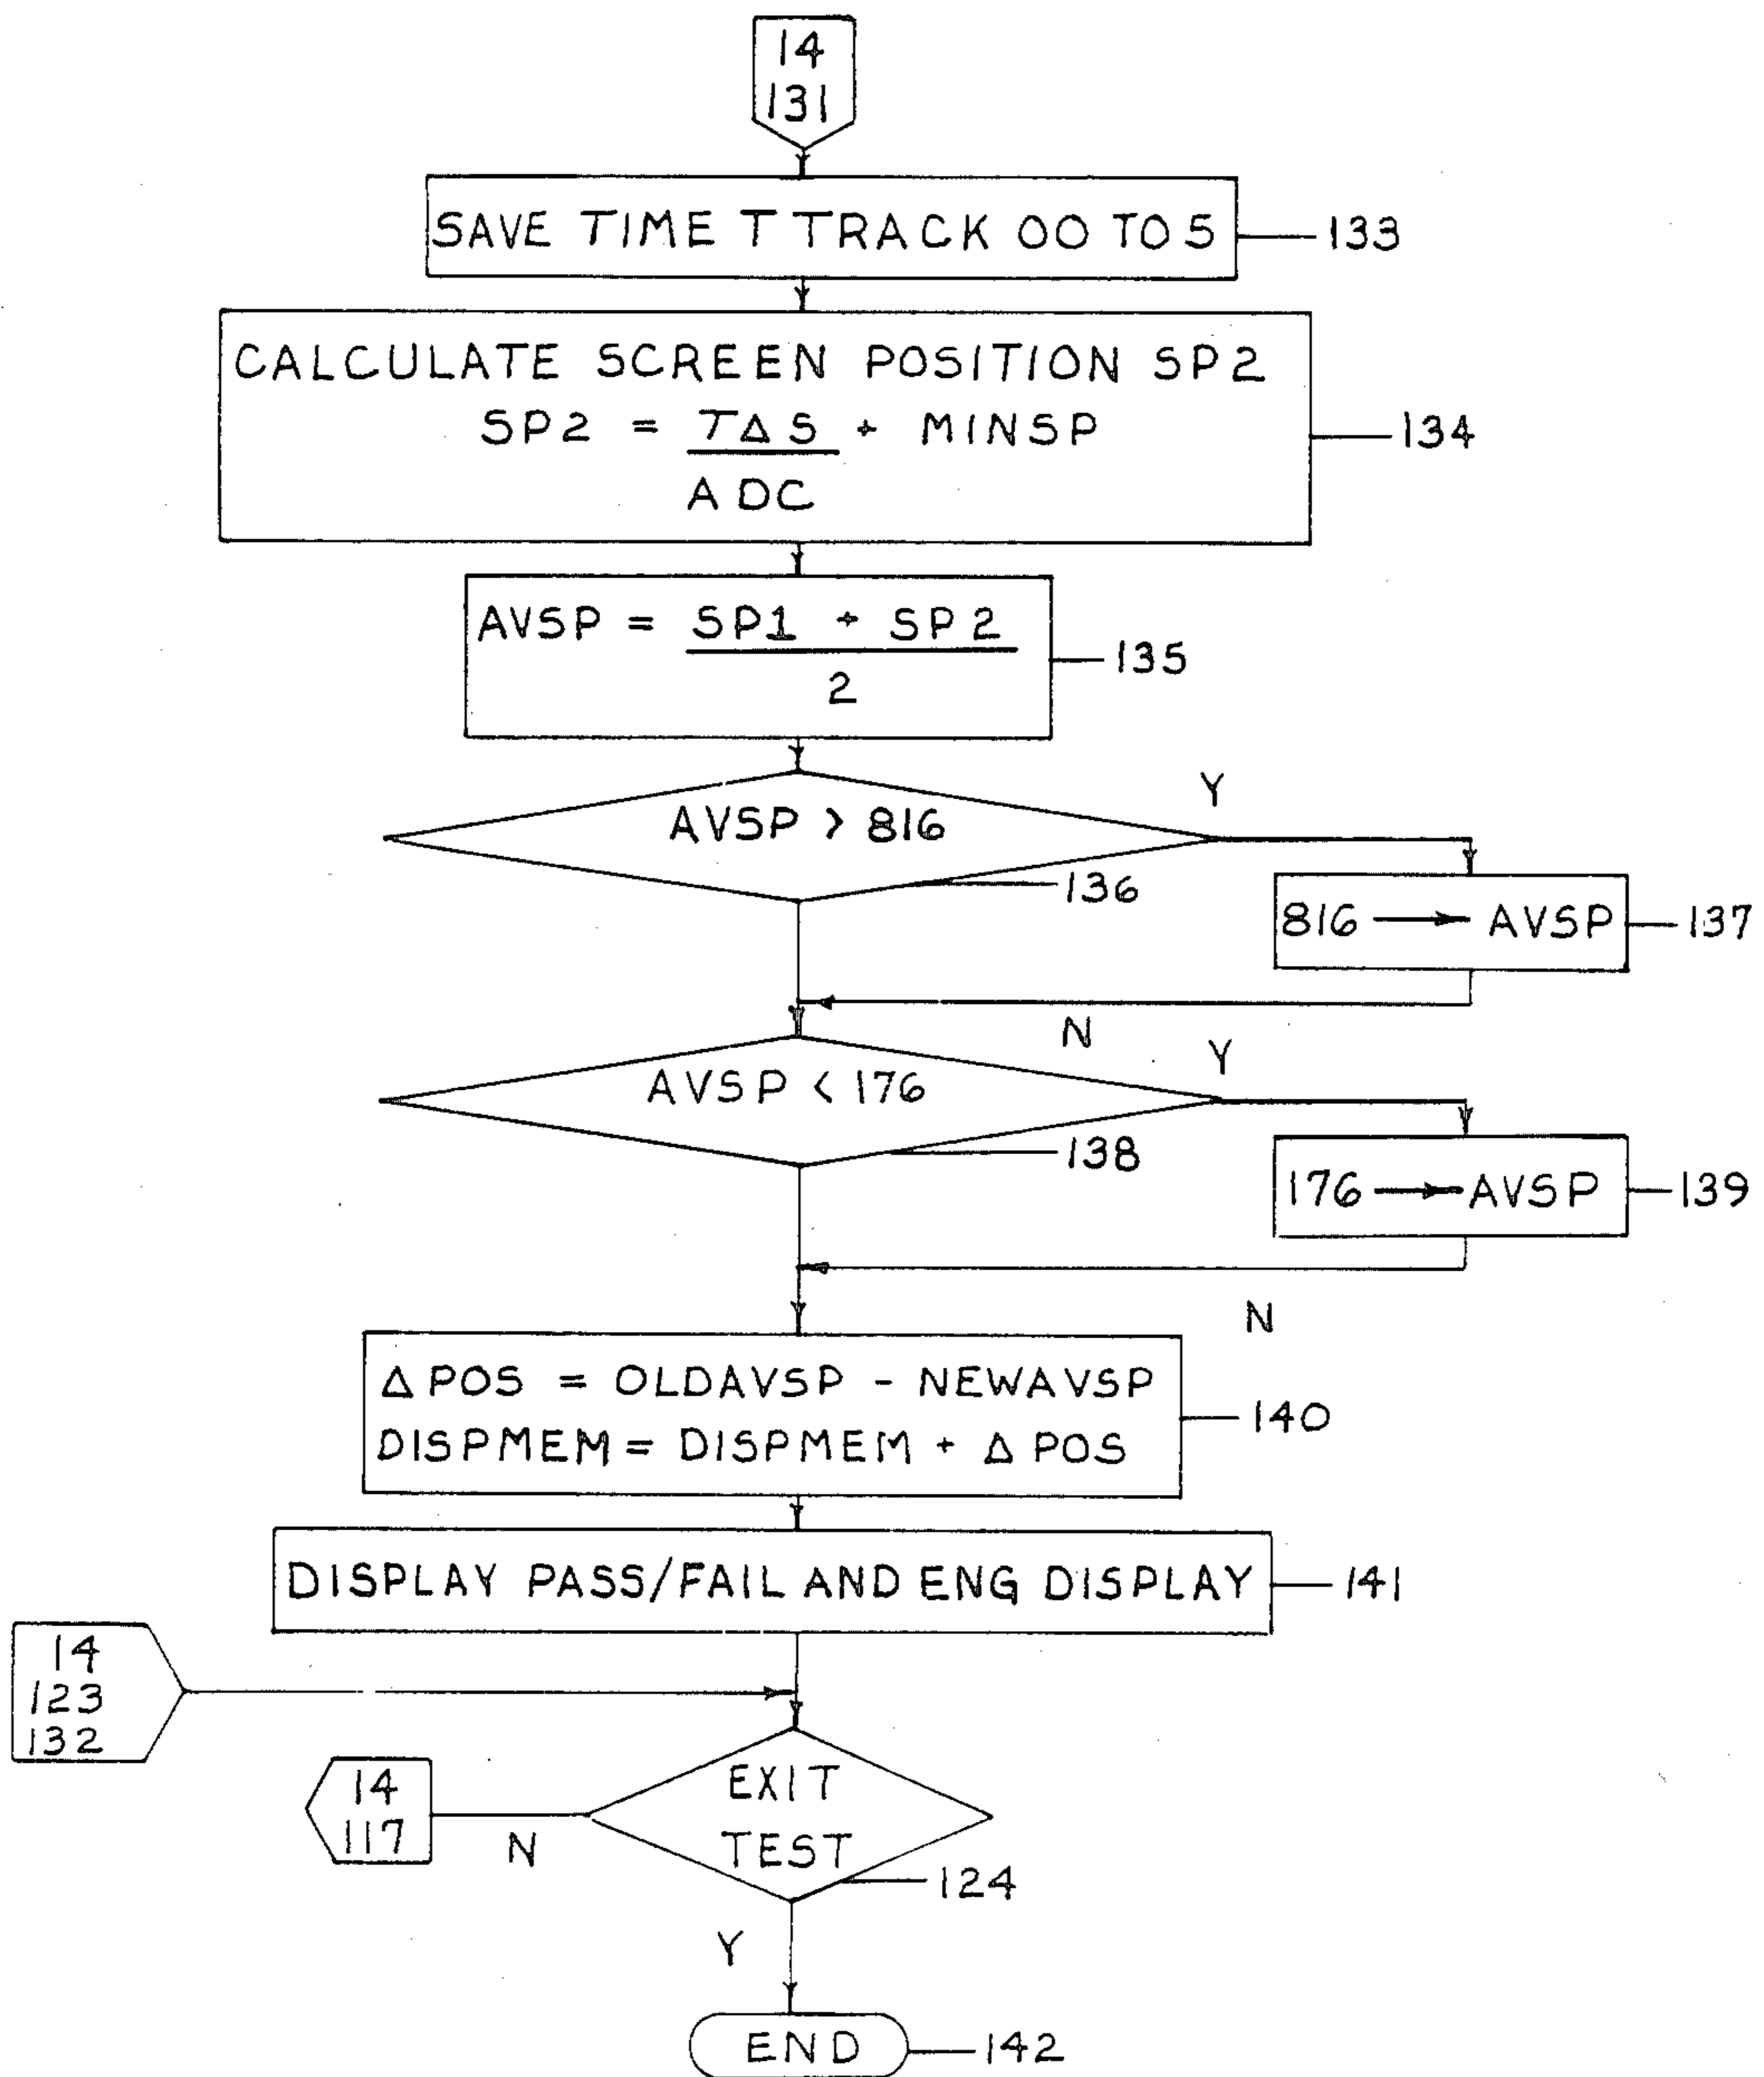 14
131
SAVE TIME T TRACK 00 TO 5
133
CALCULATE SCREEN POSITION SP2
SP2 = TΔS + MINSP
ADC
134
AVSP = SP1 + SP2
2
135
AVSP > 816
Y
136
816 → AVSP
137
N
AVSP < 176
Y
138
176 → AVSP
139
N
Δ POS = OLDAVSP - NEWAVSP
DISPMEM = DISPMEM + Δ POS
140
DISPLAY PASS/FAIL AND ENG DISPLAY
141
14
123
132
14
117
N
EXIT
TEST
124
Y
END
142